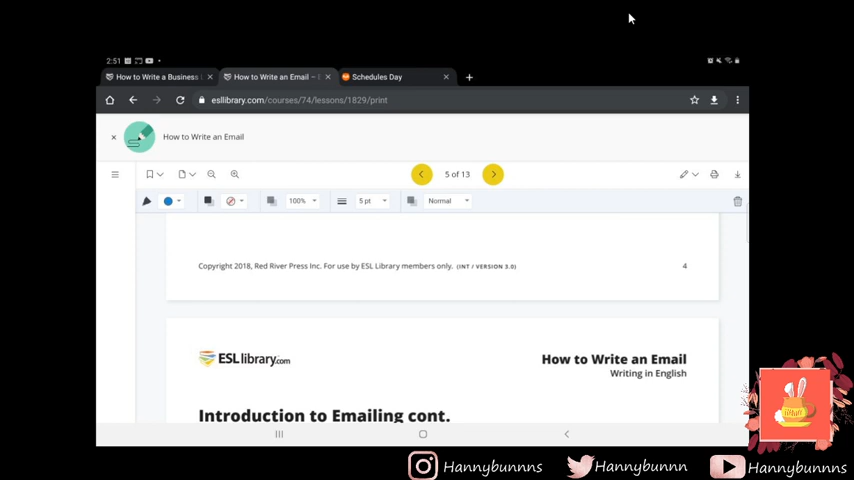 2:51
How to Write a Business
How to Write an Email –
Schedules Day
esllibrary.com/courses/74/lessons/1829/print
How to Write an Email
5 of 13
100%
5 pt
Normal
Copyright 2018, Red River Press Inc. For use by ESL Library members only. (INT / VERSION 3.0)
4
ESLlibrary.com
How to Write an Email
Writing in English
Introduction to Emailing cont.
Hannybunnns
Hannybunnn
Hannybunnns